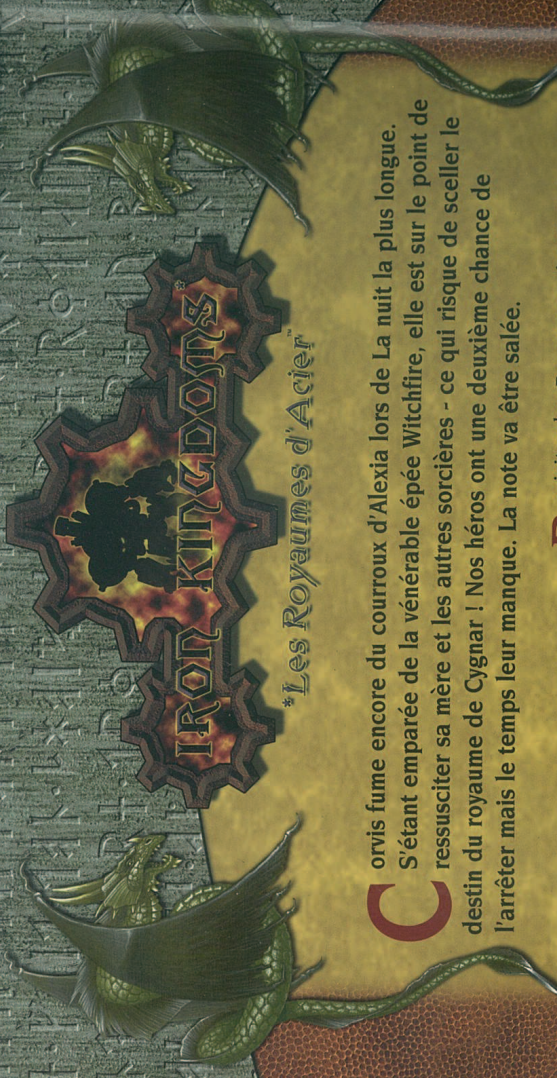 IRON KINGDOMS*
*Les Royaumes d'Acier™
Corvis fume encore du courroux d'Alexia lors de La nuit la plus longue.
S'étant emparée de la vénérable épée Witchfire, elle est sur le point de
ressusciter sa mère et les autres sorcières - ce qui risque de sceller le
destin du royaume de Cygnar ! Nos héros ont une deuxième chance de
l'arrêter mais le temps leur manque. La note va être salée.